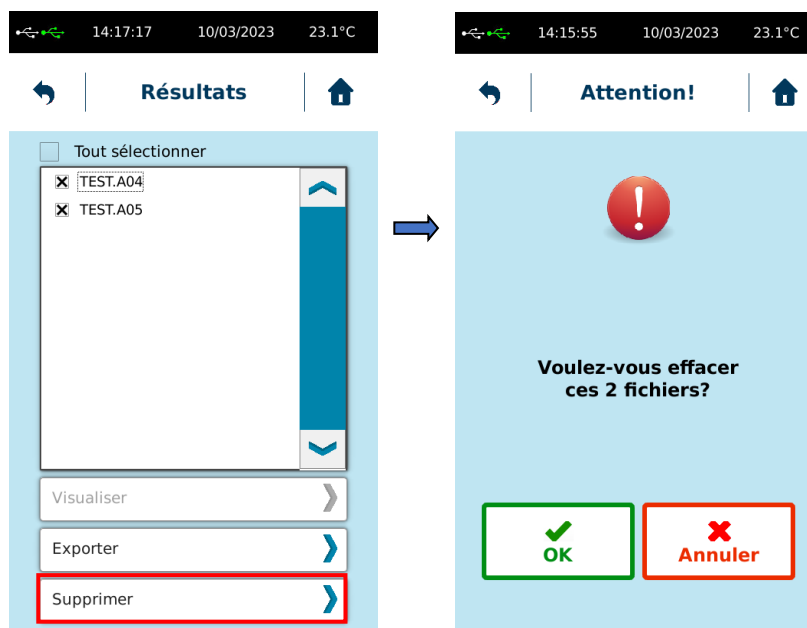 14:17:17 10/03/2023 23.1°C
Résultats
Tout sélectionner
TEST.A04
TEST.A05
Visualiser
Exporter
Supprimer
14:15:55 10/03/2023 23.1°C
Attention!
Voulez-vous effacer
ces 2 fichiers?
OK
Annuler